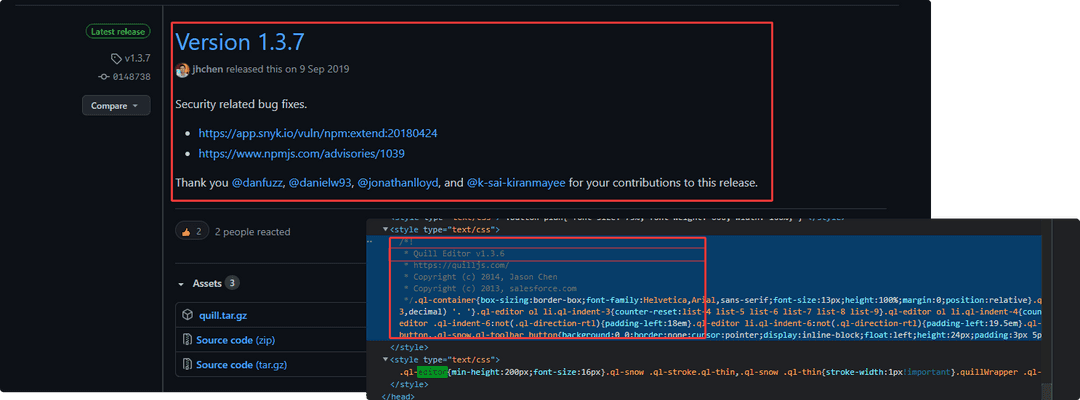 Latest release
Version 1.3.7
v1.3.7
jhchen released this on 9 Sep 2019
0148738
Compare
Security related bug fixes.
https://app.snyk.io/vuln/npm:extend:20180424
https://www.npmjs.com/advisories/1039
Thank you @danfuzz, @danielw93, @jonathanlloyd, and @k-sai-kiranmayee for your contributions to this release.
2 2 people reacted
Assets 3
quill.tar.gz
Source code (zip)
Source code (tar.gz)
<style type="text/css">
/*!
* Quill Editor v1.3.6
* https://quilljs.com/
* Copyright (c) 2014, Jason Chen
* Copyright (c) 2013, salesforce.com
*/.ql-container{box-sizing:border-box;font-family:Helvetica,Arial,sans-serif;font-size:13px;height:100%;margin:0;position:relative}.q
3,decimal) '. '}.ql-editor ol li.ql-indent-3{counter-reset:list-4 list-5 list-6 list-7 list-8 list-9}.ql-editor ol li.ql-indent-4{coun
editor .ql-indent-6:not(.ql-direction-rtl){padding-left:18em}.ql-editor li.ql-indent-6:not(.ql-direction-rtl){padding-left:19.5em}.ql-
button,.ql-snow.ql-toolbar button{background:0 0;border:none;cursor:pointer;display:inline-block;float:left;height:24px;padding:3px 5p
</style>
<style type="text/css">
.ql-editor{min-height:200px;font-size:16px}.ql-snow .ql-stroke.ql-thin,.ql-snow .ql-thin{stroke-width:1px!important}.quillWrapper .ql-
</style>
</head>